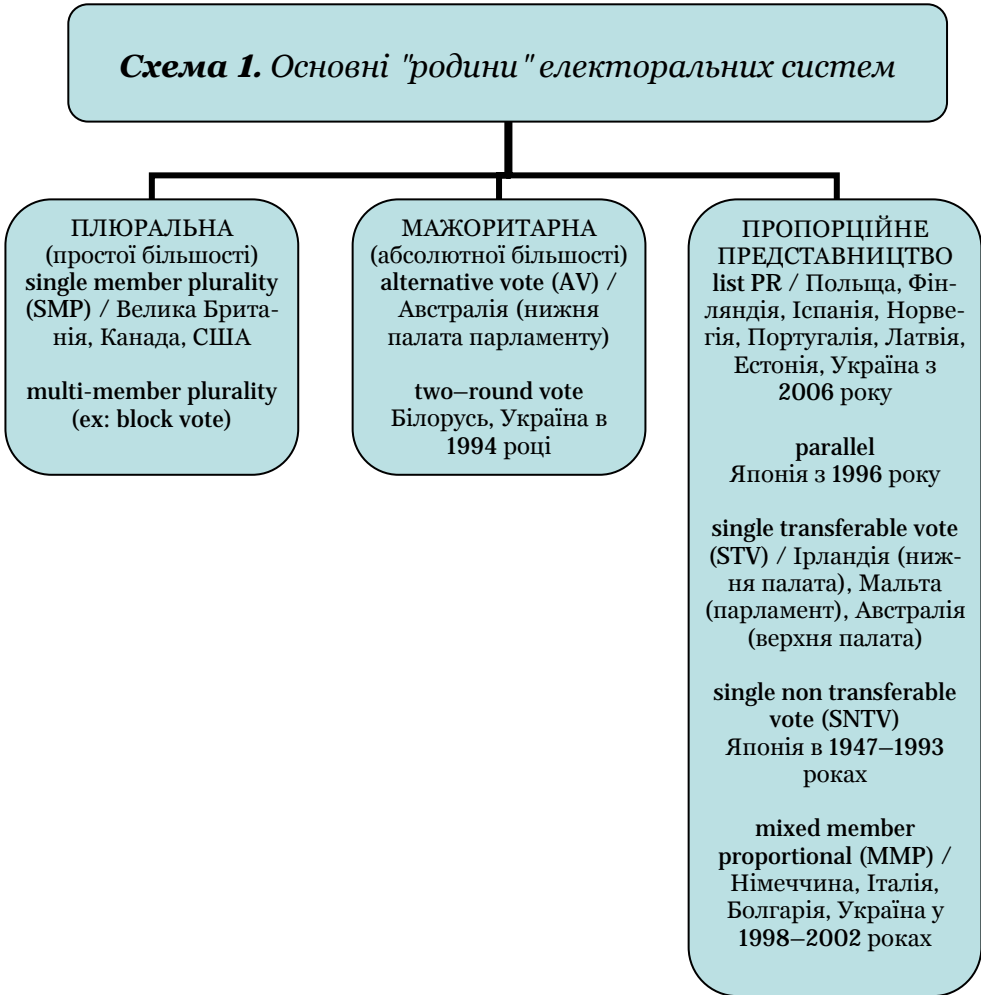 Схема 1. Основні "родини" електоральних систем
ПЛЮРАЛЬНА
(простої більшості)
single member plurality
(SMP) / Велика Брита-
нія, Канада, США
multi-member plurality
(ex: block vote)
МАЖОРИТАРНА
(абсолютної більшості)
alternative vote (AV) /
Австралія (нижня
палата парламенту)
two–round vote
Білорусь, Україна в
1994 році
ПРОПОРЦІЙНЕ
ПРЕДСТАВНИЦТВО
list PR / Польща, Фін-
ляндія, Іспанія, Норве-
гія, Португалія, Латвія,
Естонія, Україна з
2006 року
parallel
Японія з 1996 року
single transferable vote
(STV) / Ірландія (ниж-
ня палата), Мальта
(парламент), Австралія
(верхня палата)
single non transferable
vote (SNTV)
Японія в 1947–1993
роках
mixed member
proportional (MMP) /
Німеччина, Італія,
Болгарія, Україна у
1998–2002 роках